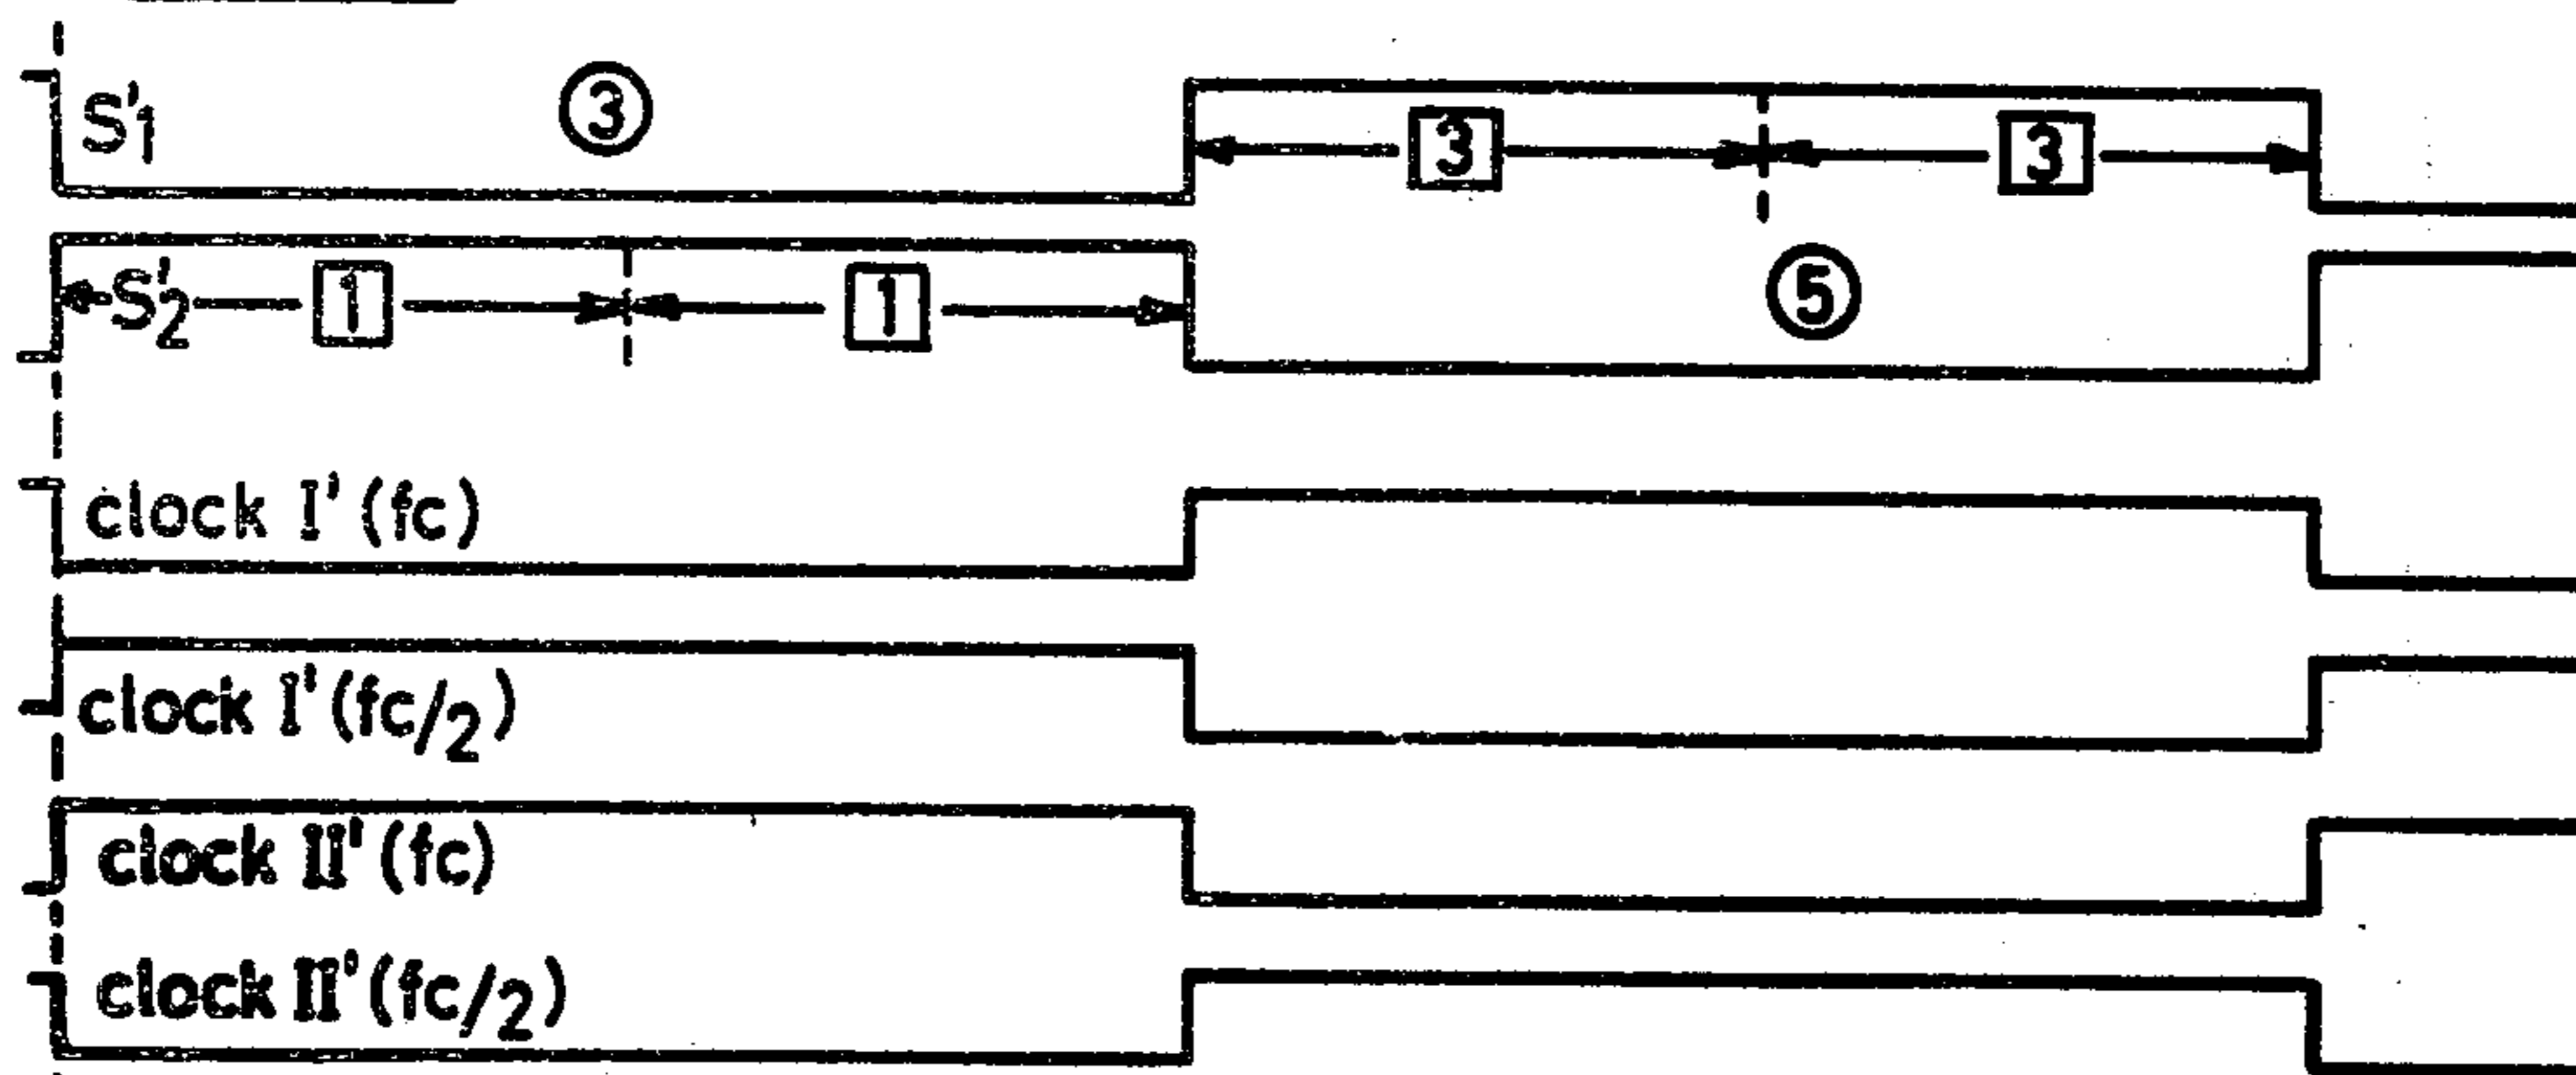 S'1 ③ 3 3
S'2 1 1 ⑤
clock I' (fc)
clock I' (fc/2)
clock II' (fc)
clock II' (fc/2)